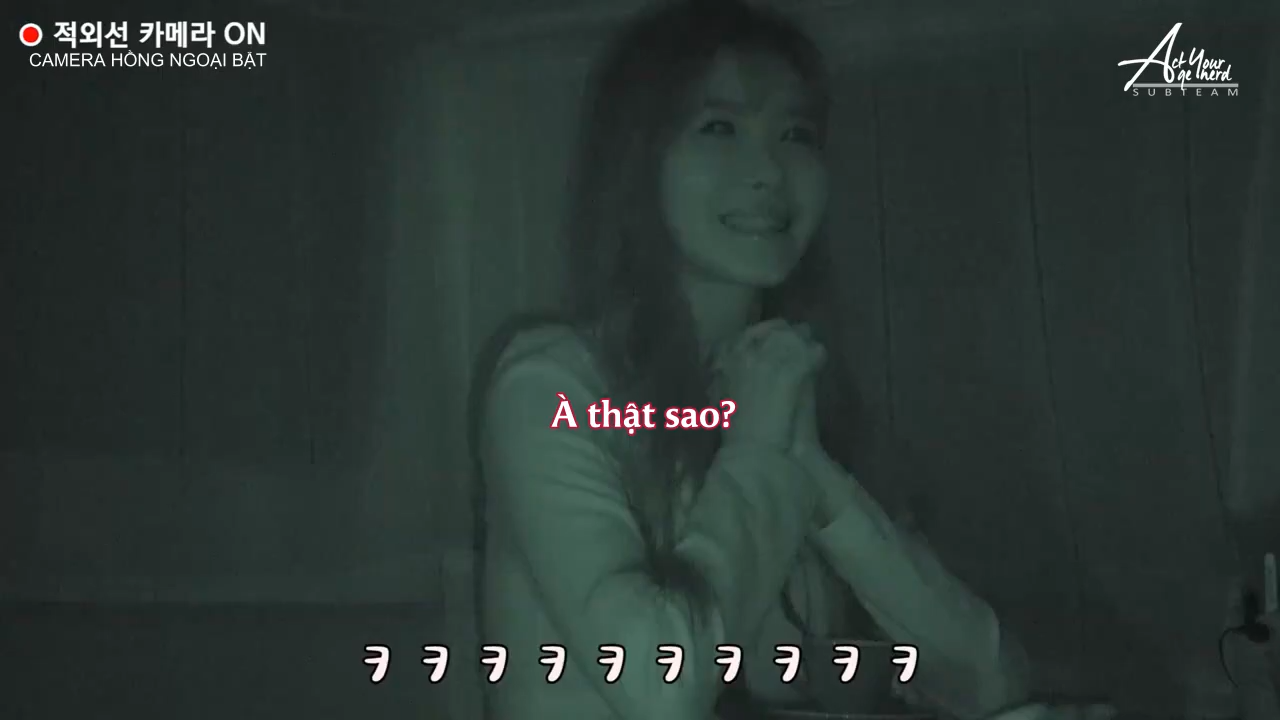 적외선 카메라 ON
CAMERA HỒNG NGOẠI BẬT
Act Your
Age Nerd
SUBTEAM
À thật sao?
ㅋ ㅋ ㅋ ㅋ ㅋ ㅋ ㅋ ㅋ ㅋ ㅋ